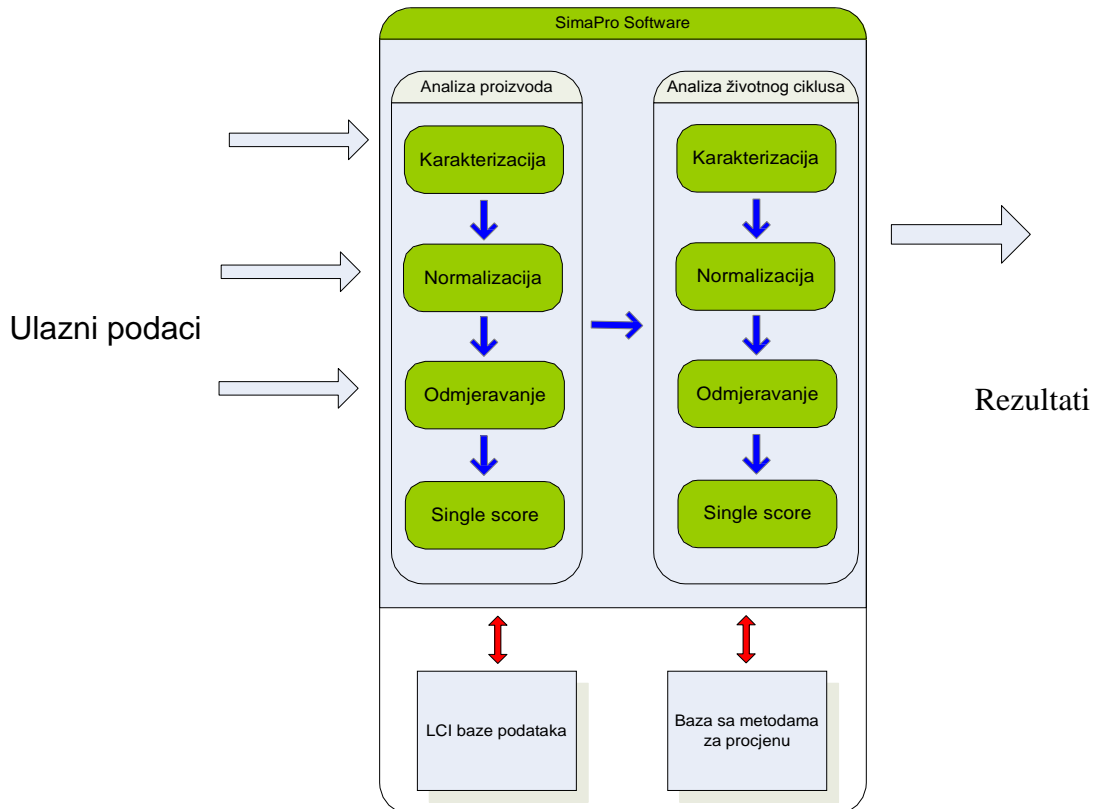 SimaPro Software
Analiza proizvoda
Karakterizacija
Normalizacija
Odmjeravanje
Single score
Analiza životnog ciklusa
Karakterizacija
Normalizacija
Odmjeravanje
Single score
Ulazni podaci
Rezultati
LCI baze podataka
Baza sa metodama
za procjenu